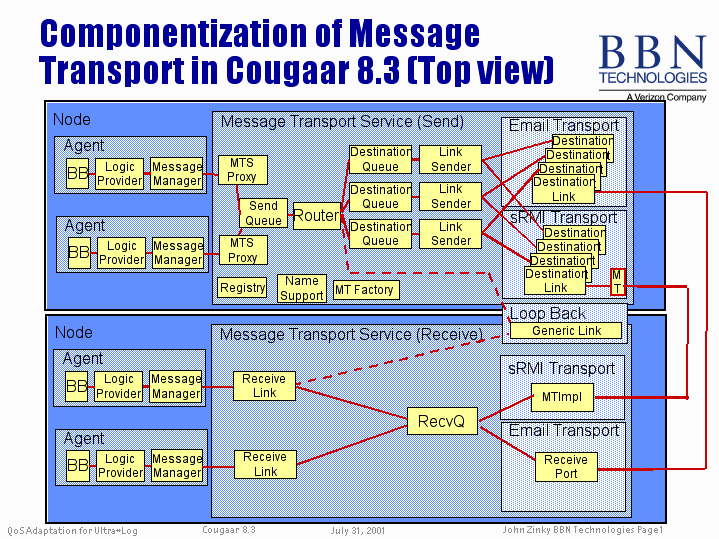 Componentization of Message
Transport in Cougaar 8.3 (Top view)
BBN
TECHNOLOGIES
A Verizon Company
Node
Agent
BB
Logic
Provider
Message
Manager
Agent
BB
Logic
Provider
Message
Manager
Message Transport Service (Send)
MTS
Proxy
MTS
Proxy
Send
Queue
Router
Destination
Queue
Destination
Queue
Destination
Queue
Link
Sender
Link
Sender
Link
Sender
Registry
Name
Support
MT Factory
Email Transport
Destination
Destination
Destination
Destination
Link
sRMI Transport
Destination
Destination
Destination
Destination
Link
M
T
Loop Back
Generic Link
Node
Agent
BB
Logic
Provider
Message
Manager
Agent
BB
Logic
Provider
Message
Manager
Message Transport Service (Receive)
Receive
Link
Receive
Link
RecvQ
sRMI Transport
MTImpl
Email Transport
Receive
Port
QoS Adaptation for Ultra*Log
Cougaar 8.3
July 31, 2001
John Zinky BBN Technologies Page1